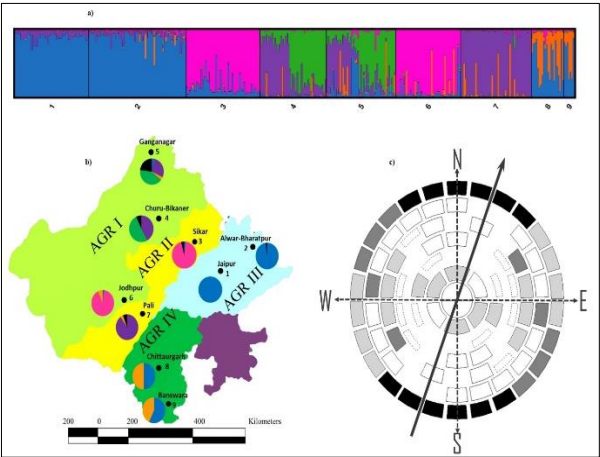 a)
1 2 3 4 5 6 7 8 9
b)
Ganganagar
5
Churu-Bikaner
4
AGR I
Sikar
3
AGR II
Alwar-Bharatpur
2
Jaipur
1
AGR III
Jodhpur
6
Pali
7
AGR IV
Chittaurgarh
8
Banswara
9
200 0 200 400 Kilometers
c)
N
W E
S